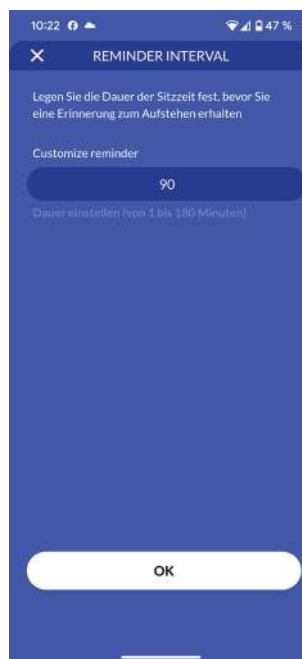 10:22 47 %
REMINDER INTERVAL
Legen Sie die Dauer der Sitzzeit fest, bevor Sie
eine Erinnerung zum Aufstehen erhalten
Customize reminder
90
Dauer einstellen (von 1 bis 180 Minuten)
OK